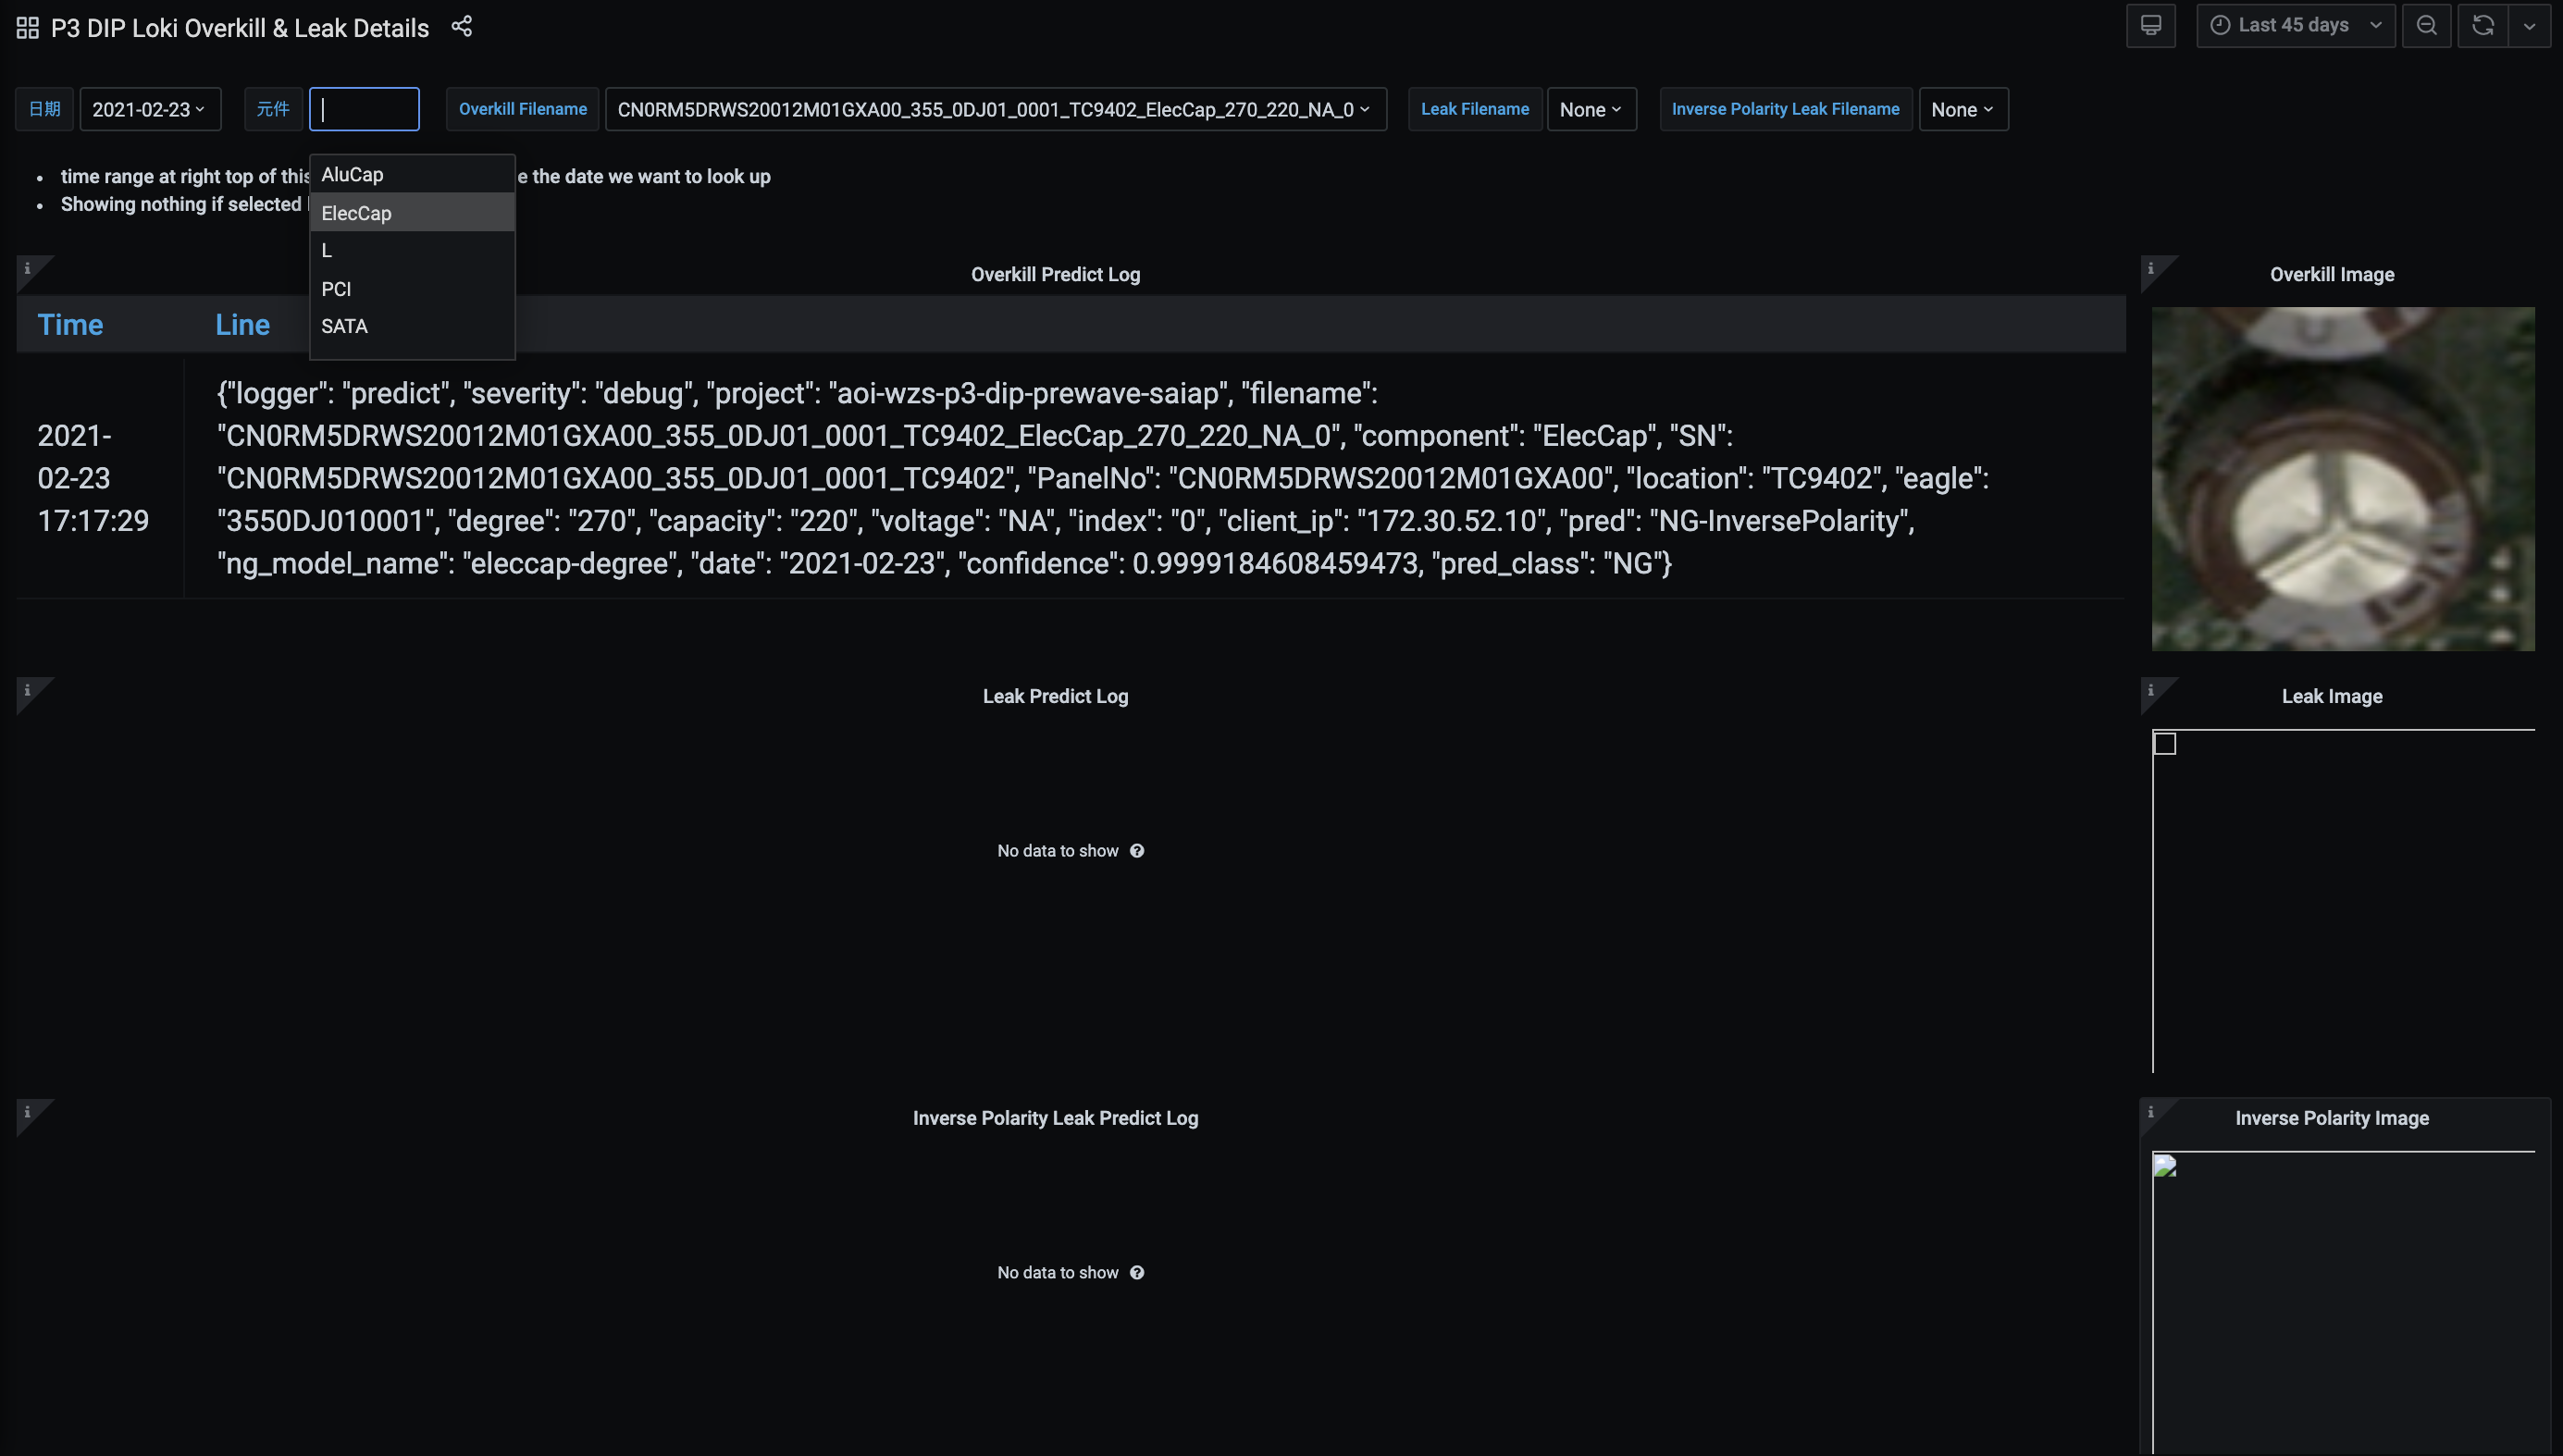 P3 DIP Loki Overkill & Leak Details
Last 45 days
日期 2021-02-23 元件 Overkill Filename CN0RM5DRWS20012M01GXA00_355_0DJ01_0001_TC9402_ElecCap_270_220_NA_0 Leak Filename None Inverse Polarity Leak Filename None
time range at right top of this e the date we want to look up
Showing nothing if selected
AluCap
ElecCap
L
PCI
SATA
Overkill Predict Log
Overkill Image
Time Line
2021-02-23 17:17:29
{"logger": "predict", "severity": "debug", "project": "aoi-wzs-p3-dip-prewave-saiap", "filename":
"CN0RM5DRWS20012M01GXA00_355_0DJ01_0001_TC9402_ElecCap_270_220_NA_0", "component": "ElecCap", "SN":
"CN0RM5DRWS20012M01GXA00_355_0DJ01_0001_TC9402", "PanelNo": "CN0RM5DRWS20012M01GXA00", "location": "TC9402", "eagle":
"3550DJ010001", "degree": "270", "capacity": "220", "voltage": "NA", "index": "0", "client_ip": "172.30.52.10", "pred": "NG-InversePolarity",
"ng_model_name": "eleccap-degree", "date": "2021-02-23", "confidence": 0.9999184608459473, "pred_class": "NG"}
Leak Predict Log
Leak Image
No data to show
Inverse Polarity Leak Predict Log
Inverse Polarity Image
No data to show